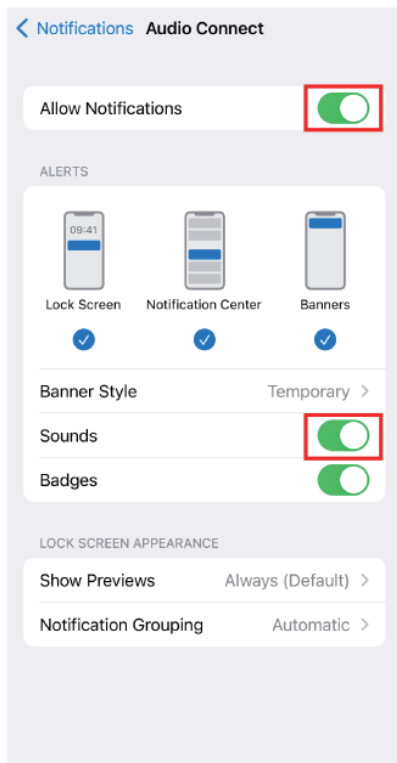 Notifications Audio Connect
Allow Notifications
ALERTS
09:41
Lock Screen Notification Center Banners
Banner Style Temporary
Sounds
Badges
LOCK SCREEN APPEARANCE
Show Previews Always (Default)
Notification Grouping Automatic